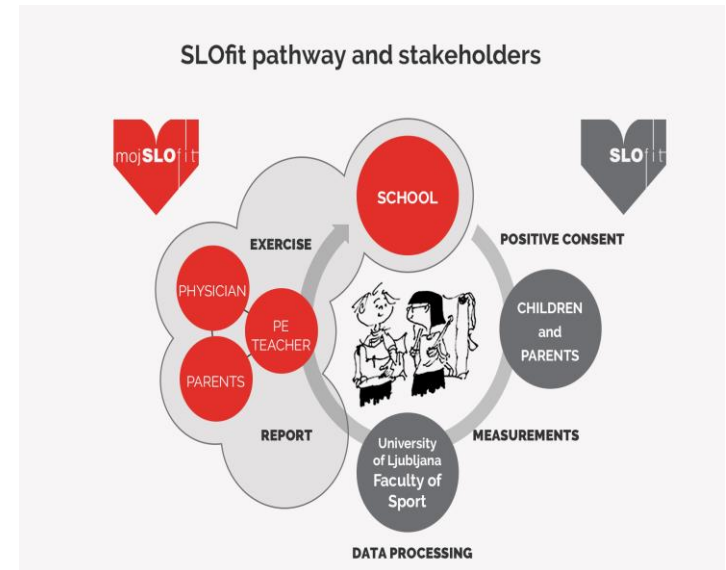 SLOfit pathway and stakeholders
mojSLOfit
SLOfit
SCHOOL
POSITIVE CONSENT
EXERCISE
PHYSICIAN
PE
TEACHER
PARENTS
CHILDREN
and
PARENTS
REPORT
MEASUREMENTS
University
of Ljubljana
Faculty of
Sport
DATA PROCESSING